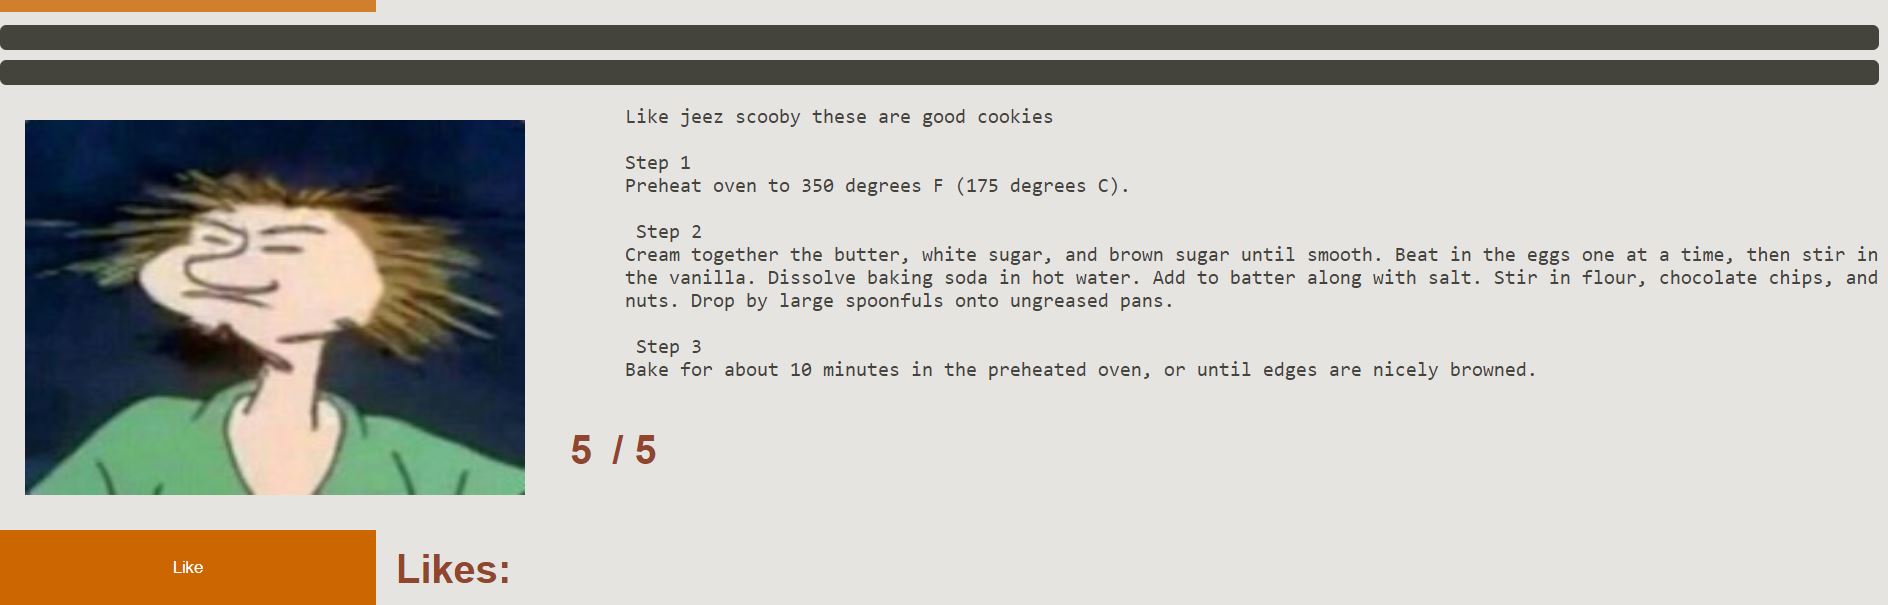 Like jeez scooby these are good cookies
Step 1
Preheat oven to 350 degrees F (175 degrees C).
Step 2
Cream together the butter, white sugar, and brown sugar until smooth. Beat in the eggs one at a time, then stir in
the vanilla. Dissolve baking soda in hot water. Add to batter along with salt. Stir in flour, chocolate chips, and
nuts. Drop by large spoonfuls onto ungreased pans.
Step 3
Bake for about 10 minutes in the preheated oven, or until edges are nicely browned.
5 / 5
Like
Likes: